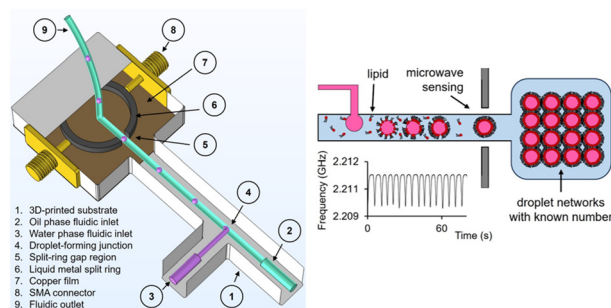 9
8
7
6
5
4
2
3
1
1. 3D-printed substrate
2. Oil phase fluidic inlet
3. Water phase fluidic inlet
4. Droplet-forming junction
5. Split-ring gap region
6. Liquid metal split ring
7. Copper film
8. SMA connector
9. Fluidic outlet
lipid
microwave
sensing
Frequency (GHz)
2.212
2.211
2.209
0
60
Time (s)
droplet networks
with known number